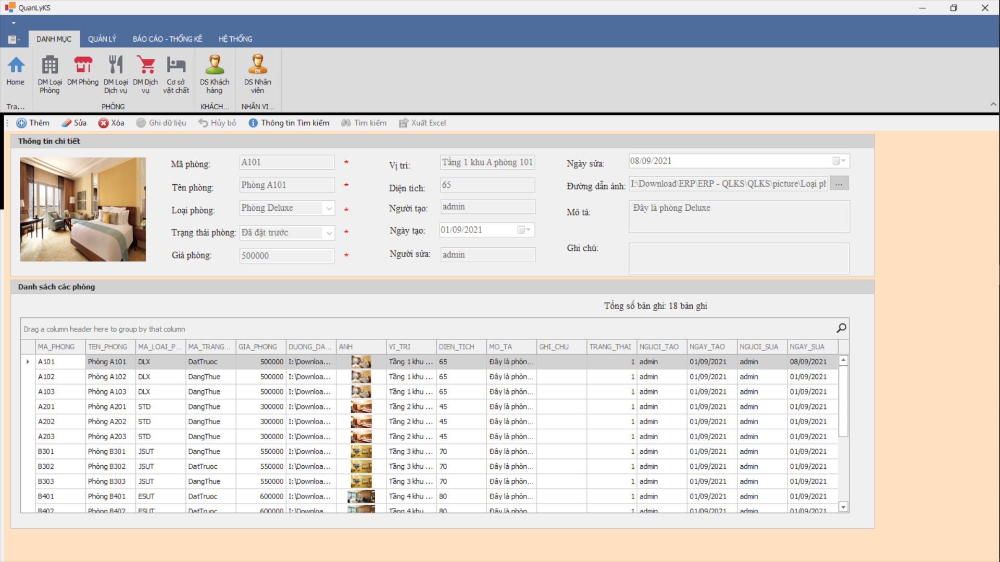 QuanLyKS
DANH MỤC QUẢN LÝ BÁO CÁO - THỐNG KÊ HỆ THỐNG
Home DM Loại Phòng DM Phòng DM Loại Dịch vụ DM Dịch vụ Cơ sở vật chất DS Khách hàng DS Nhân viên
Tra... PHÒNG KHÁCH... NHÂN VI...
Thêm Sửa Xóa Ghi dữ liệu Hủy bỏ Thông tin Tìm kiếm Tìm kiếm Xuất Excel
Thông tin chi tiết
Mã phòng: A101 *
Tên phòng: Phòng A101 *
Loại phòng: Phòng Deluxe *
Trạng thái phòng: Đã đặt trước *
Giá phòng: 500000 *
Vị trí: Tầng 1 khu A phòng 101
Diện tích: 65
Người tạo: admin
Ngày tạo: 01/09/2021
Người sửa: admin
Ngày sửa: 08/09/2021
Đường dẫn ảnh: I:\Download\ERP\ERP - QLKS\QLKS\picture\Loại ph ...
Mô tả: Đây là phòng Deluxe
Ghi chú:
Danh sách các phòng
Tổng số bản ghi: 18 bản ghi
Drag a column header here to group by that column
MA_PHONG TEN_PHONG MA_LOAI_P... MA_TRANG... GIA_PHONG DUONG_DA... ANH VI_TRI DIEN_TICH MO_TA GHI_CHU TRANG_THAI NGUOI_TAO NGAY_TAO NGUOI_SUA NGAY_SUA
A101 Phòng A101 DLX DatTruoc 500000 I:\Downloa... Tầng 1 khu ... 65 Đây là phòn... 1 admin 01/09/2021 admin 08/09/2021
A102 Phòng A102 DLX DangThue 500000 I:\Downloa... Tầng 1 khu ... 65 Đây là phòn... 1 admin 01/09/2021 admin 01/09/2021
A103 Phòng A103 DLX DangThue 500000 I:\Downloa... Tầng 1 khu ... 65 Đây là phòn... 1 admin 01/09/2021 admin 01/09/2021
A201 Phòng A201 STD DangThue 300000 I:\Downloa... Tầng 2 khu ... 45 Đây là phòn... 1 admin 01/09/2021 admin 01/09/2021
A202 Phòng A202 STD DangThue 300000 I:\Downloa... Tầng 2 khu ... 45 Đây là phòn... 1 admin 01/09/2021 admin 01/09/2021
A203 Phòng A203 STD DangThue 300000 I:\Downloa... Tầng 2 khu ... 45 Đây là phòn... 1 admin 01/09/2021 admin 01/09/2021
B301 Phòng B301 JSUT DangThue 550000 I:\Downloa... Tầng 3 khu ... 70 Đây là phòn... 1 admin 01/09/2021 admin 01/09/2021
B302 Phòng B302 JSUT DatTruoc 550000 I:\Downloa... Tầng 3 khu ... 70 Đây là phòn... 1 admin 01/09/2021 admin 01/09/2021
B303 Phòng B303 JSUT DangThue 550000 I:\Downloa... Tầng 3 khu ... 70 Đây là phòn... 1 admin 01/09/2021 admin 01/09/2021
B401 Phòng B401 ESUT DatTruoc 600000 I:\Downloa... Tầng 4 khu ... 80 Đây là phòn... 1 admin 01/09/2021 admin 01/09/2021
B402 Phòng B402 ESUT DatTruoc 600000 I:\Downloa Tầng 4 khu 80 Đây là phòn 1 admin 01/09/2021 admin 01/09/2021